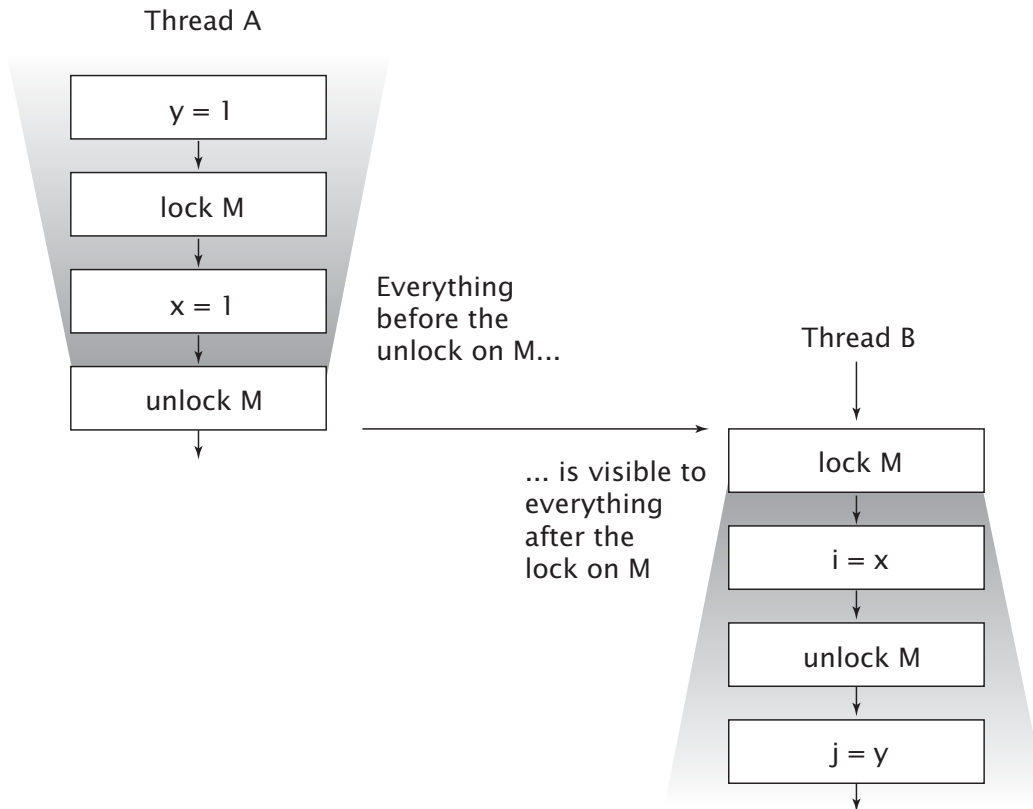 Thread A
y = 1
lock M
x = 1
unlock M
Everything
before the
unlock on M...
Thread B
... is visible to
everything
after the
lock on M
lock M
i = x
unlock M
j = y